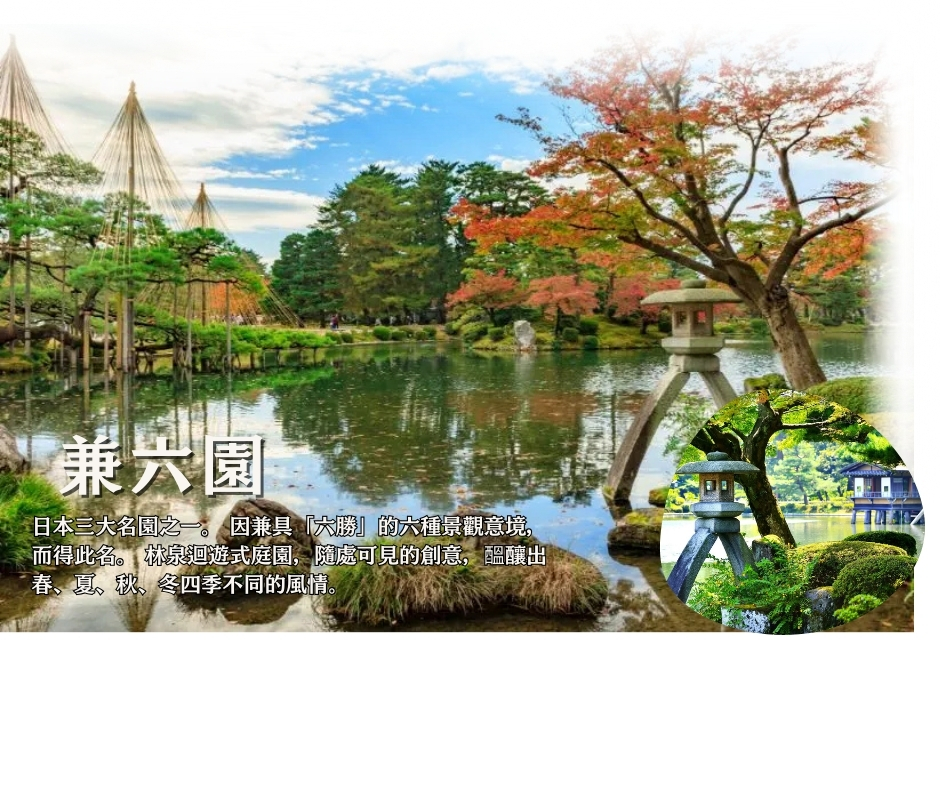 兼六園
日本三大名園之一。 因兼具「六勝」的六種景觀意境,
而得此名。 林泉迴遊式庭園, 隨處可見的創意, 醞釀出
春、夏、秋、冬四季不同的風情。